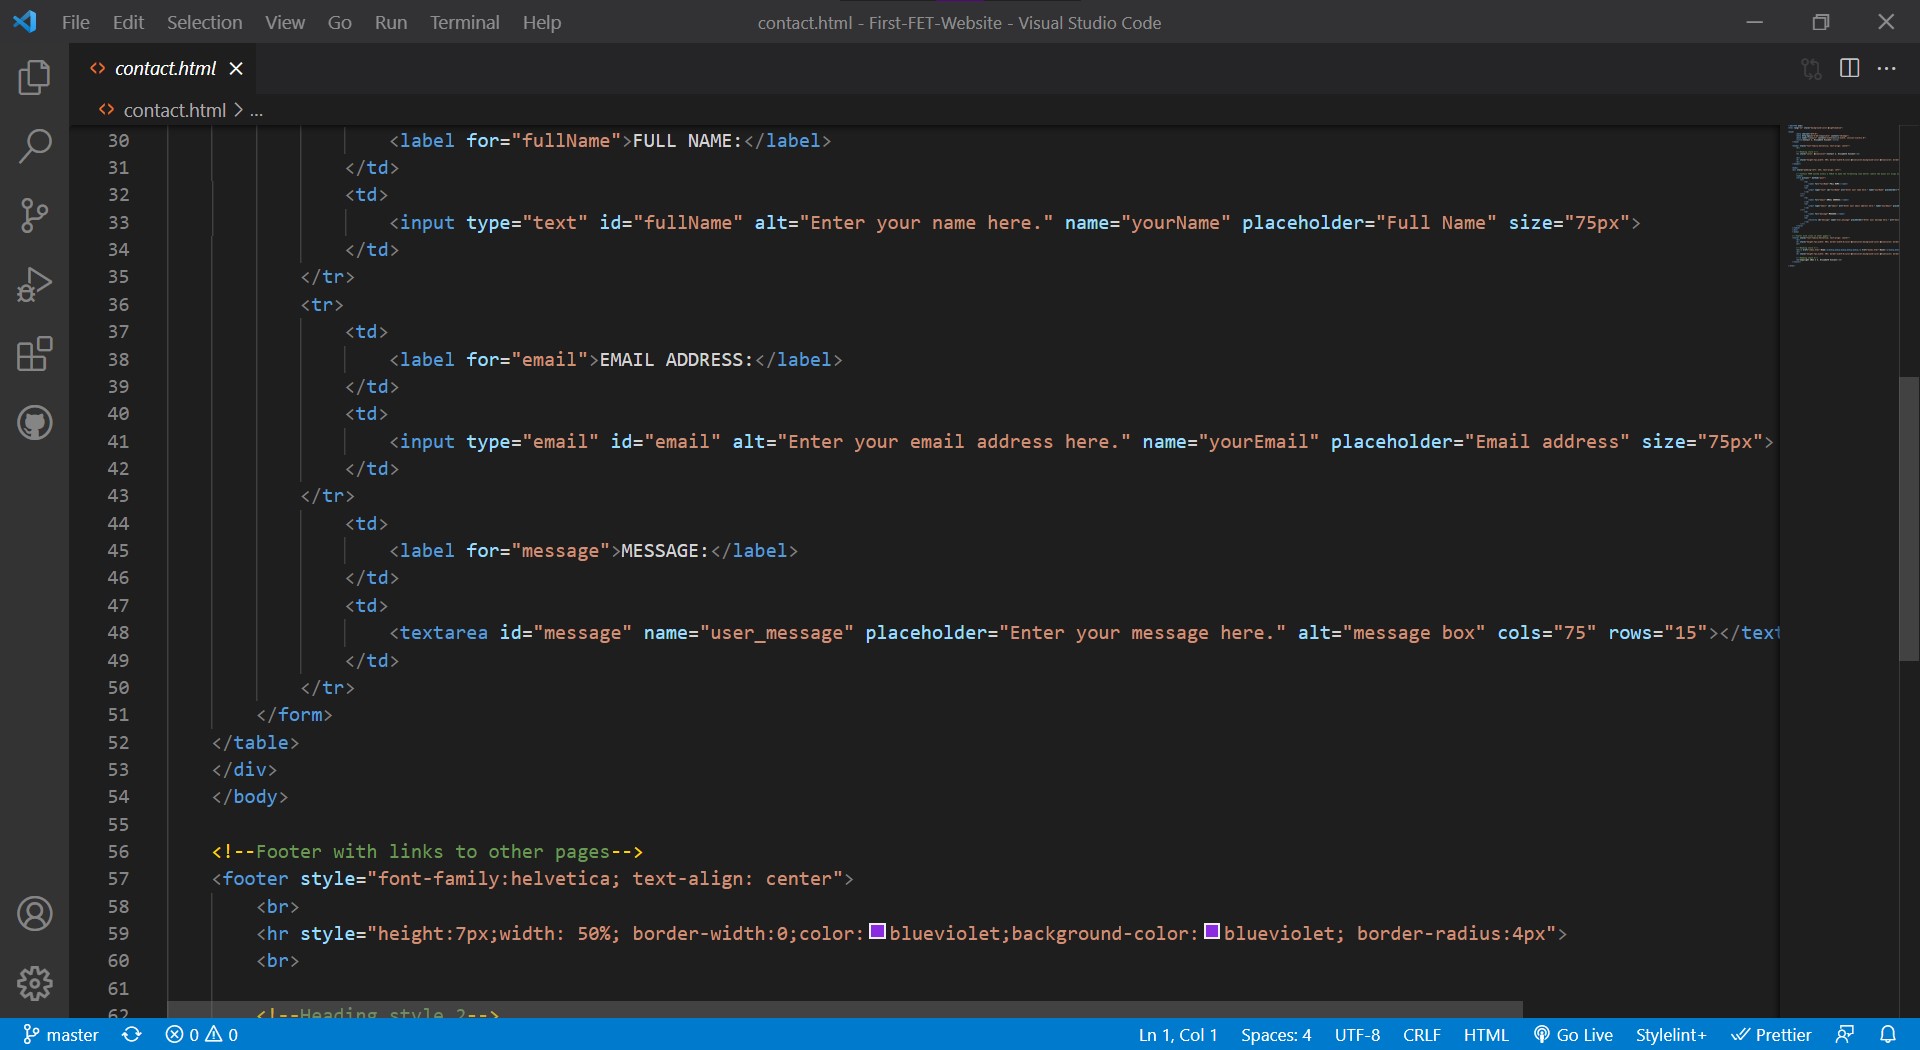 File Edit Selection View Go Run Terminal Help contact.html - First-FET-Website - Visual Studio Code
contact.html
contact.html > ...
30 <label for="fullName">FULL NAME:</label>
31 </td>
32 <td>
33 <input type="text" id="fullName" alt="Enter your name here." name="yourName" placeholder="Full Name" size="75px">
34 </td>
35 </tr>
36 <tr>
37 <td>
38 <label for="email">EMAIL ADDRESS:</label>
39 </td>
40 <td>
41 <input type="email" id="email" alt="Enter your email address here." name="yourEmail" placeholder="Email address" size="75px">
42 </td>
43 </tr>
44 <td>
45 <label for="message">MESSAGE:</label>
46 </td>
47 <td>
48 <textarea id="message" name="user_message" placeholder="Enter your message here." alt="message box" cols="75" rows="15"></text
49 </td>
50 </tr>
51 </form>
52 </table>
53 </div>
54 </body>
55
56 <!--Footer with links to other pages-->
57 <footer style="font-family:helvetica; text-align: center">
58 <br>
59 <hr style="height:7px;width: 50%; border-width:0;color:blueviolet;background-color:blueviolet; border-radius:4px">
60 <br>
61
62 <!--Heading style 2-->
master 0 0 Ln 1, Col 1 Spaces: 4 UTF-8 CRLF HTML Go Live Stylelint+ Prettier